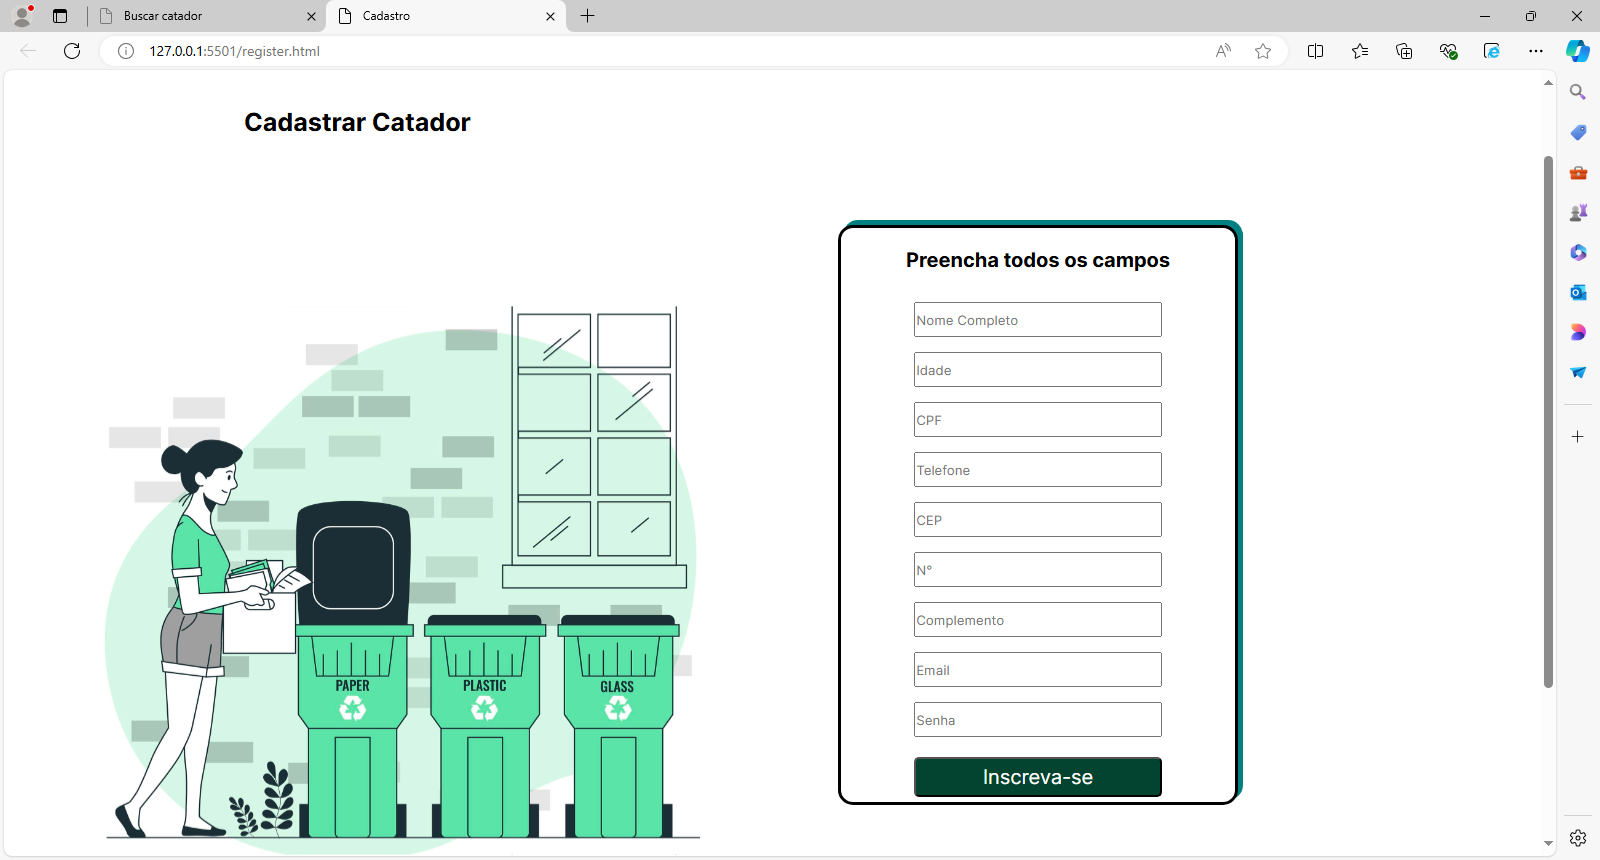 Buscar catador
Cadastro
127.0.0.1:5501/register.html
Cadastrar Catador
Preencha todos os campos
Nome Completo
Idade
CPF
Telefone
CEP
N°
Complemento
Email
Senha
Inscreva-se
PAPER
PLASTIC
GLASS